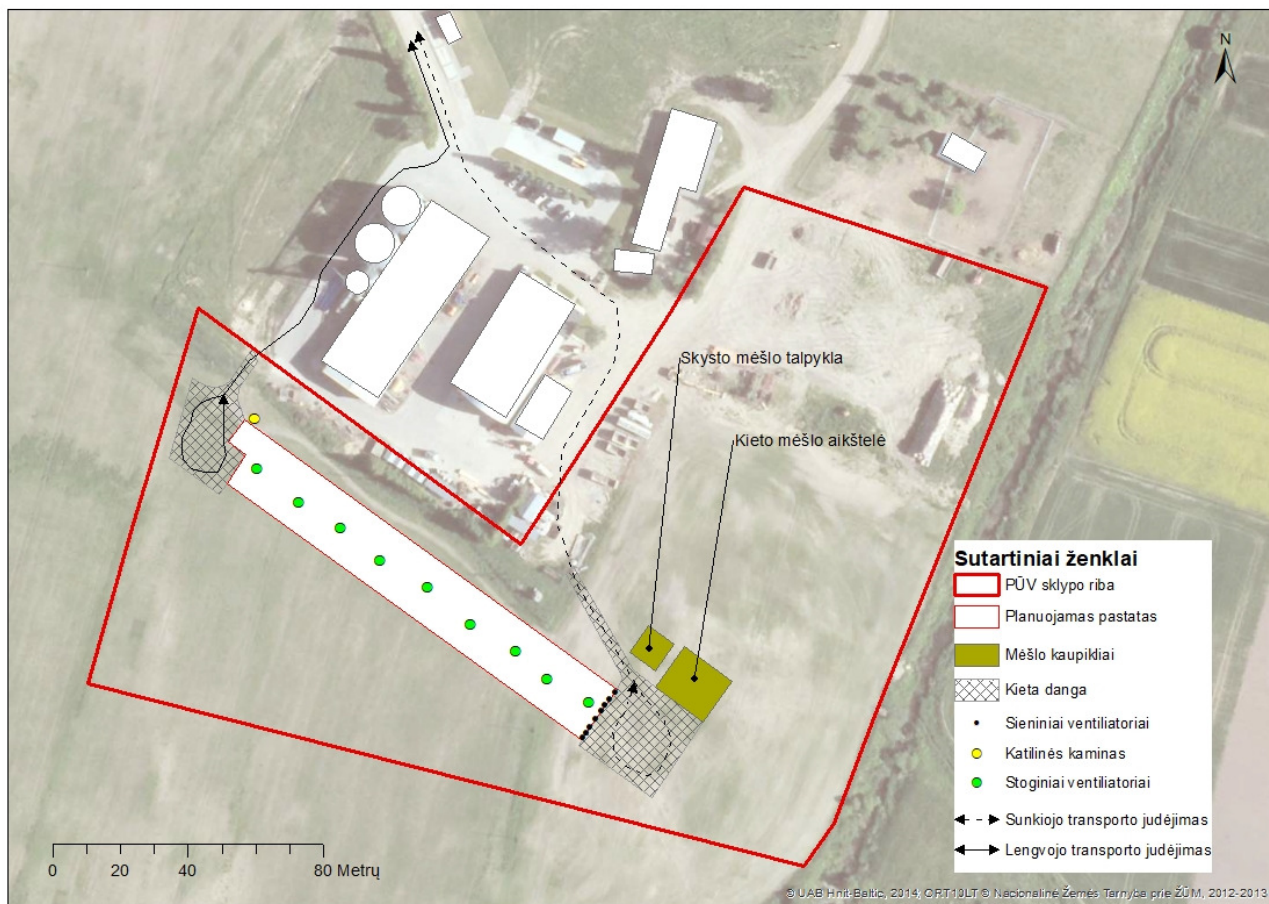 N
Skysto mėšlo talpykla
Kieto mėšlo aikštelė
Sutartiniai ženklai
PŪV sklypo riba
Planuojamas pastatas
Mėšlo kaupikliai
Kieta danga
Sieniniai ventiliatoriai
Katilinės kaminas
Stoginiai ventiliatoriai
Sunkiojo transporto judėjimas
Lengvojo transporto judėjimas
0 20 40 80 Metrų
© UAB Hnit-Baltic, 2014; ORT10LT © Nacionalinė Žemės Tarnyba prie ŽŪM, 2012-2013